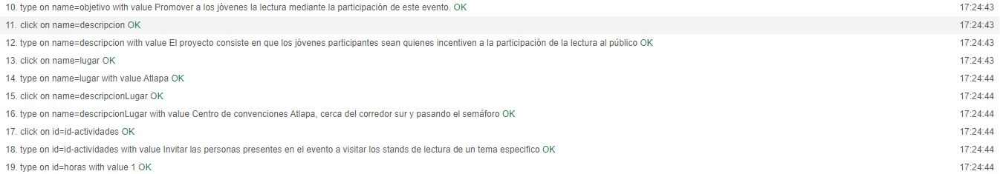 10. type on name=objetivo with value Promover a los jóvenes la lectura mediante la participación de este evento. OK 17:24:43
11. click on name=descripcion OK 17:24:43
12. type on name=descripcion with value El proyecto consiste en que los jóvenes participantes sean quienes incentiven a la participación de la lectura al público OK 17:24:43
13. click on name=lugar OK 17:24:43
14. type on name=lugar with value Atlapa OK 17:24:44
15. click on name=descripcionLugar OK 17:24:44
16. type on name=descripcionLugar with value Centro de convenciones Atlapa, cerca del corredor sur y pasando el semáforo OK 17:24:44
17. click on id=id-actividades OK 17:24:44
18. type on id=id-actividades with value Invitar las personas presentes en el evento a visitar los stands de lectura de un tema especifico OK 17:24:44
19. type on id=horas with value 1 OK 17:24:44